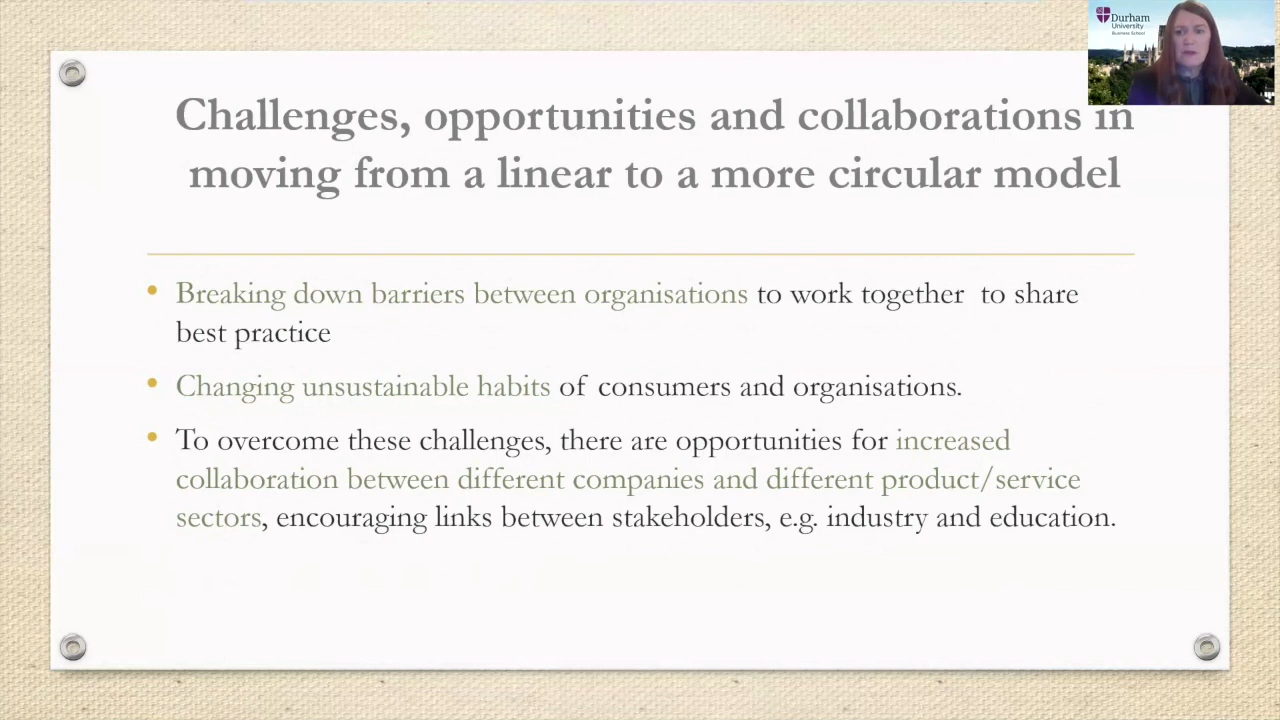 Durham
University
Business School
Challenges, opportunities and collaborations in
moving from a linear to a more circular model
• Breaking down barriers between organisations to work together to share
best practice
• Changing unsustainable habits of consumers and organisations.
• To overcome these challenges, there are opportunities for increased
collaboration between different companies and different product/service
sectors, encouraging links between stakeholders, e.g. industry and education.